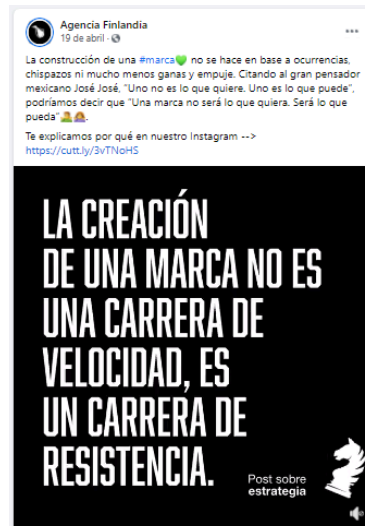 Agencia Finlandia
19 de abril ·
La construcción de una #marca💚 no se hace en base a ocurrencias,
chispazos ni mucho menos ganas y empuje. Citando al gran pensador
mexicano José José, "Uno no es lo que quiere. Uno es lo que puede",
podríamos decir que "Una marca no será lo que quiera. Será lo que
pueda"
Te explicamos por qué en nuestro Instagram -->
https://cutt.ly/3vTNoHS
LA CREACIÓN
DE UNA MARCA NO ES
UNA CARRERA DE
VELOCIDAD, ES
UN CARRERA DE
RESISTENCIA.
Post sobre
estrategia